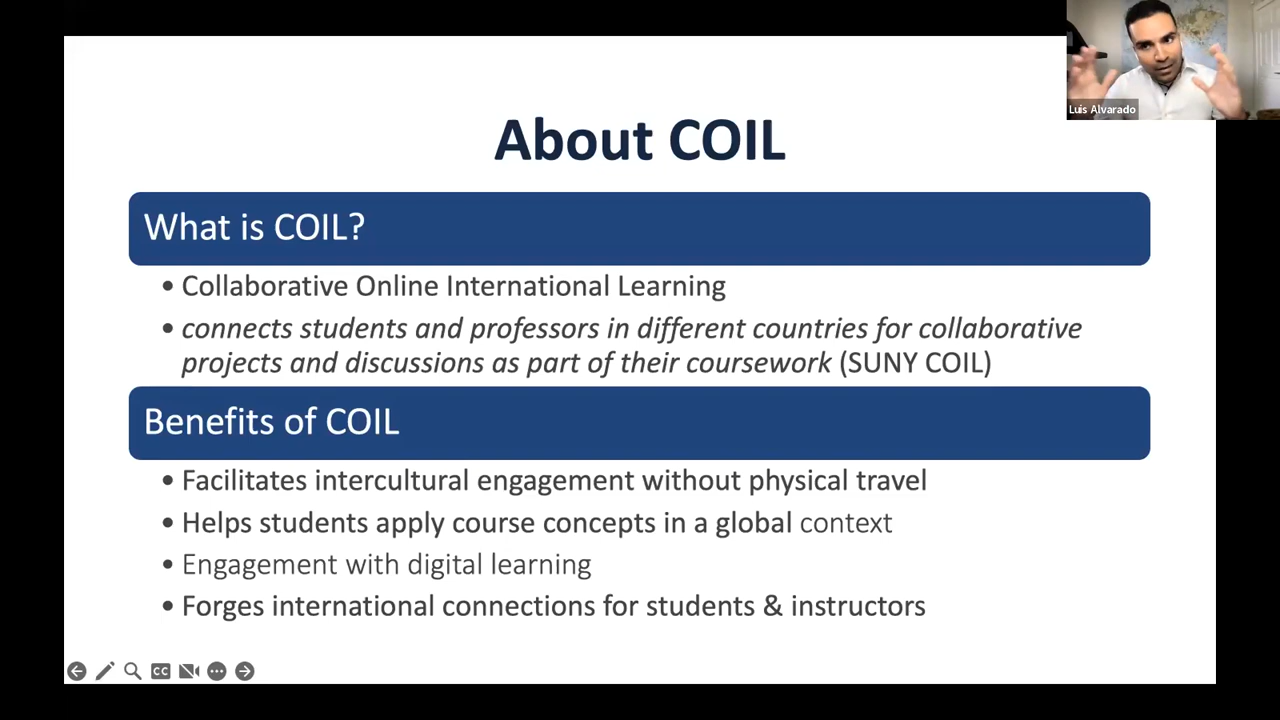 Luis Alvarado
About COIL
What is COIL?
• Collaborative Online International Learning
• connects students and professors in different countries for collaborative
projects and discussions as part of their coursework (SUNY COIL)
Benefits of COIL
• Facilitates intercultural engagement without physical travel
• Helps students apply course concepts in a global context
• Engagement with digital learning
• Forges international connections for students & instructors
CC